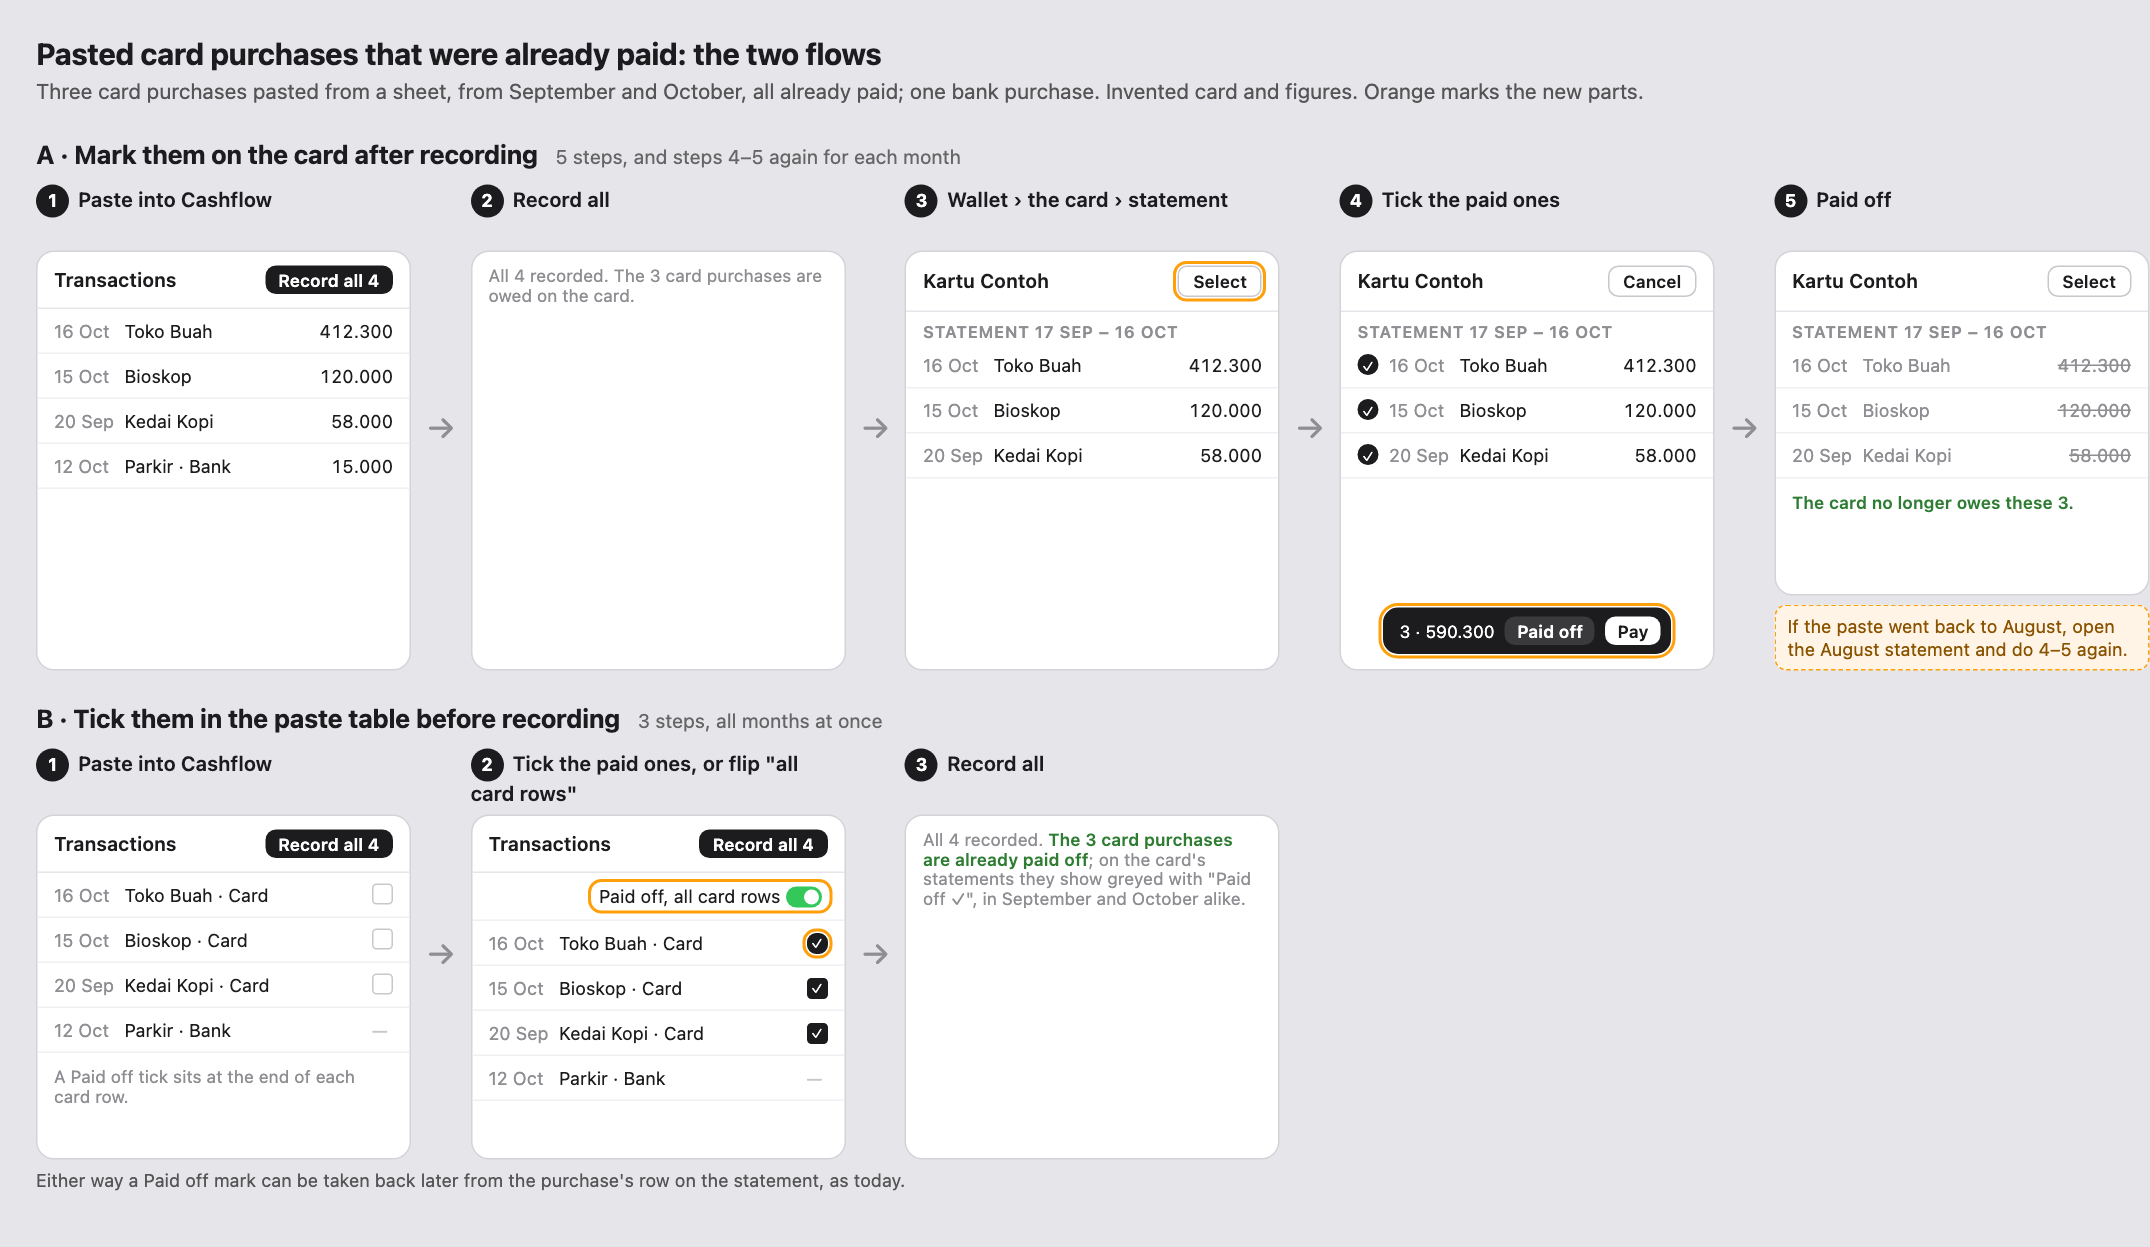 Pasted card purchases that were already paid: the two flows
Three card purchases pasted from a sheet, from September and October, all already paid; one bank purchase. Invented card and figures. Orange marks the new parts.
A · Mark them on the card after recording 5 steps, and steps 4–5 again for each month
1 Paste into Cashflow
Transactions Record all 4
16 Oct Toko Buah 412.300
15 Oct Bioskop 120.000
20 Sep Kedai Kopi 58.000
12 Oct Parkir · Bank 15.000
→
2 Record all
All 4 recorded. The 3 card purchases are
owed on the card.
→
3 Wallet › the card › statement
Kartu Contoh Select
STATEMENT 17 SEP – 16 OCT
16 Oct Toko Buah 412.300
15 Oct Bioskop 120.000
20 Sep Kedai Kopi 58.000
→
4 Tick the paid ones
Kartu Contoh Cancel
STATEMENT 17 SEP – 16 OCT
✓ 16 Oct Toko Buah 412.300
✓ 15 Oct Bioskop 120.000
✓ 20 Sep Kedai Kopi 58.000
3 · 590.300 Paid off Pay
→
5 Paid off
Kartu Contoh Select
STATEMENT 17 SEP – 16 OCT
16 Oct Toko Buah 412.300
15 Oct Bioskop 120.000
20 Sep Kedai Kopi 58.000
The card no longer owes these 3.
If the paste went back to August, open
the August statement and do 4–5 again.
B · Tick them in the paste table before recording 3 steps, all months at once
1 Paste into Cashflow
Transactions Record all 4
16 Oct Toko Buah · Card
15 Oct Bioskop · Card
20 Sep Kedai Kopi · Card
12 Oct Parkir · Bank —
A Paid off tick sits at the end of each
card row.
→
2 Tick the paid ones, or flip "all
card rows"
Transactions Record all 4
Paid off, all card rows
16 Oct Toko Buah · Card ✓
15 Oct Bioskop · Card ✓
20 Sep Kedai Kopi · Card ✓
12 Oct Parkir · Bank —
→
3 Record all
All 4 recorded. The 3 card purchases
are already paid off; on the card's
statements they show greyed with "Paid
off ✓", in September and October alike.
Either way a Paid off mark can be taken back later from the purchase's row on the statement, as today.